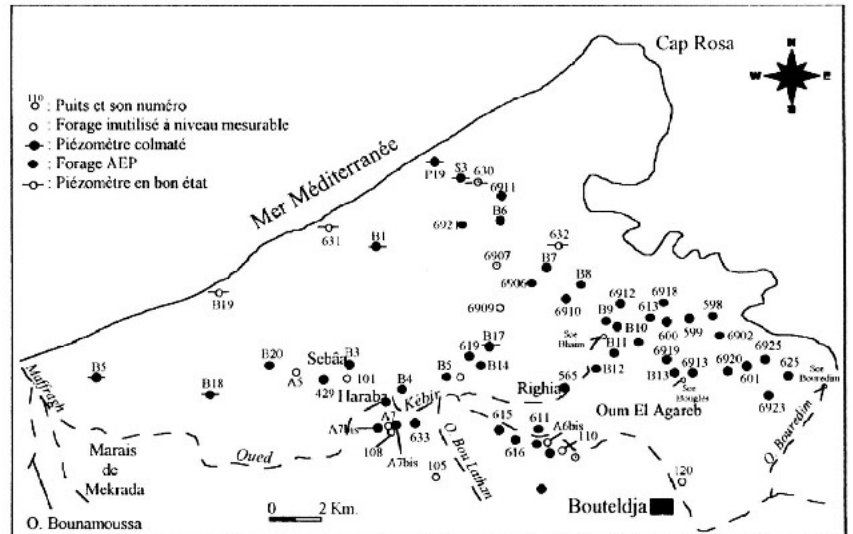 Cap Rosa
N
W E
S
110 : Puits et son numéro
: Forage inutilisé à niveau mesurable
: Piézomètre colmaté
: Forage AEP
: Piézomètre en bon état
Mer Méditerranée
P19
S3
630
6911
B6
6921
631
B1
632
6907
B7
6906
B8
B19
6910
6912
6918
613
598
6909
B9
B10
600
599
6902
Sce Bhaim
B17
619
B14
B11
B12
6919
B13
6913
6920
601
6925
625
Sce Bouglès
Sce Bouredim
6923
B5
B20
Sebâa
A5
B3
429
101
B5
B18
Haraba
B4
Kébir
565
Righia
Oum El Agareb
Maffragh
A7
A7bis
108
A7bis
633
O. Bou Lathan
615
611
616
A6bis
110
O. Bouredim
Marais
de
Mekrada
Oued
105
120
O. Bounamoussa
0 2 Km.
Bouteldja